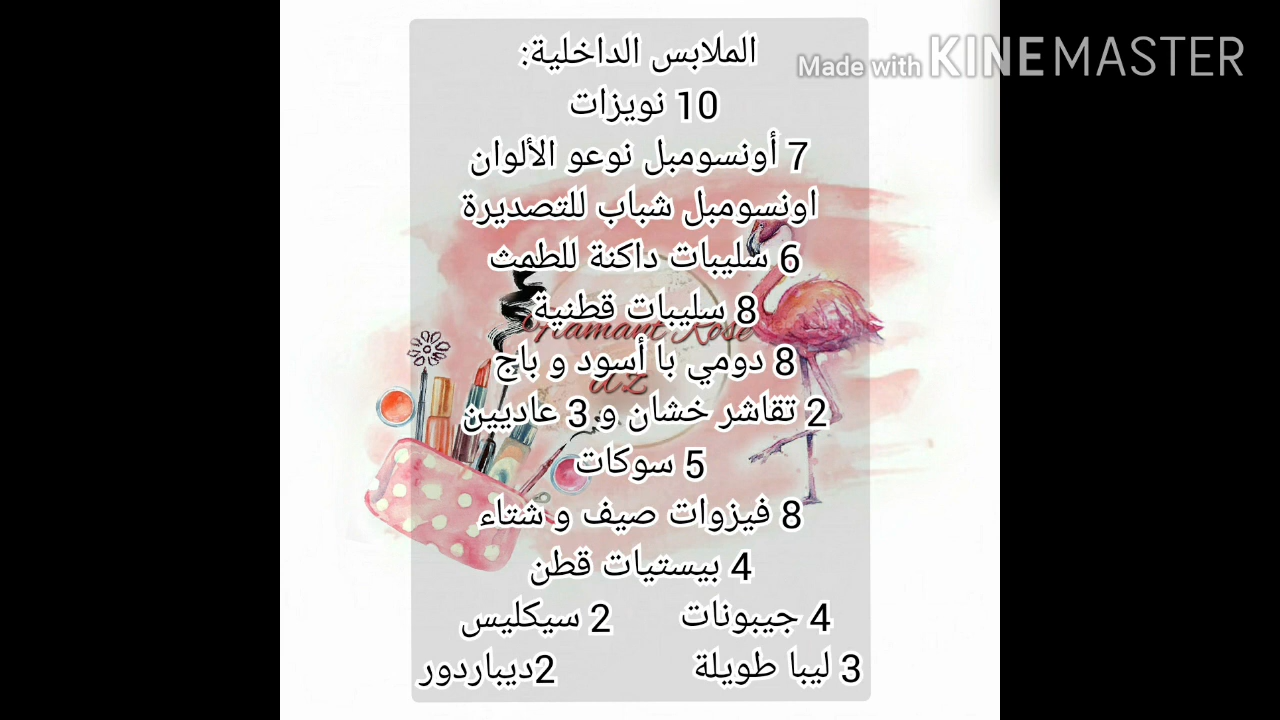 Made with KINEMASTER
الملابس الداخلية:
10 نويزات
7 أونسومبل نوعو الألوان
اونسومبل شباب للتصديرة
6 سليبات داكنة للطمث
8 سليبات قطنية
8 دومي با أسود و باج
2 تقاشر خشان و 3 عاديين
5 سوكات
8 فيزوات صيف و شتاء
4 بيستيات قطن
4 جيبونات 2 سيكليس
3 ليبا طويلة 2ديباردور
Rose